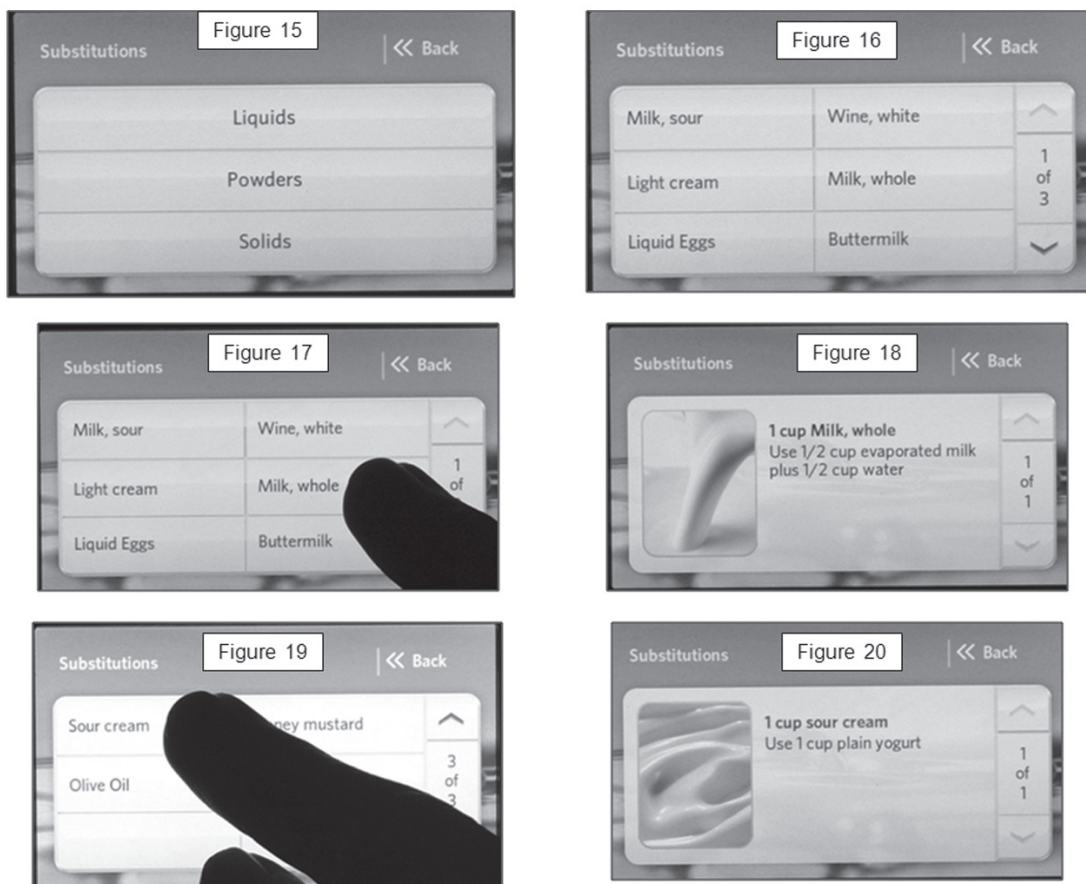 Figure 15
Substitutions
Back
Liquids
Powders
Solids
Figure 16
Substitutions
Back
Milk, sour
Wine, white
Light cream
Milk, whole
Liquid Eggs
Buttermilk
1
of
3
Figure 17
Substitutions
Back
Milk, sour
Wine, white
Light cream
Milk, whole
Liquid Eggs
Buttermilk
1
of
Figure 18
Substitutions
Back
1 cup Milk, whole
Use 1/2 cup evaporated milk
plus 1/2 cup water
1
of
1
Figure 19
Substitutions
Back
Sour cream
ney mustard
Olive Oil
3
of
3
Figure 20
Substitutions
Back
1 cup sour cream
Use 1 cup plain yogurt
1
of
1